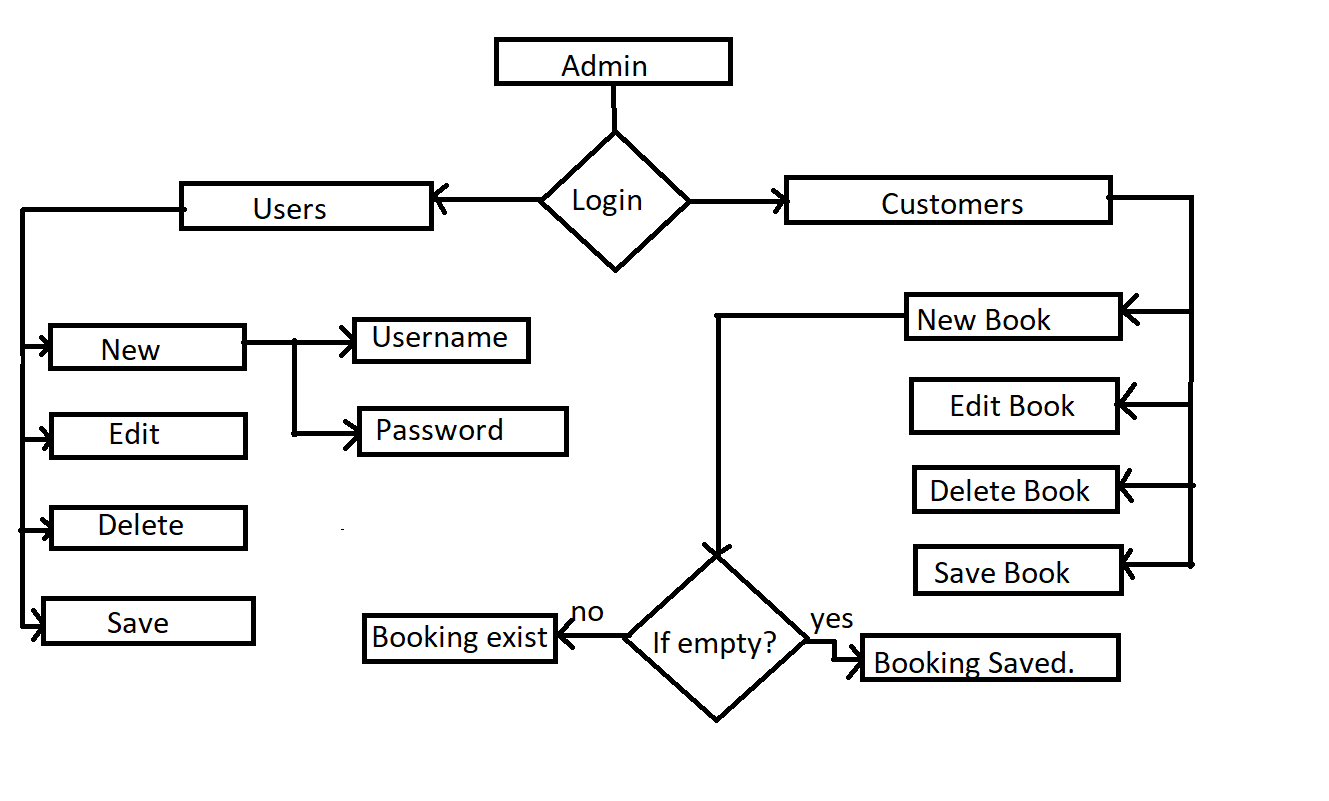 Admin
Login
Users
Customers
New
Username
New Book
Edit
Password
Edit Book
Delete
Delete Book
Save
Save Book
no
yes
Booking exist
If empty?
Booking Saved.